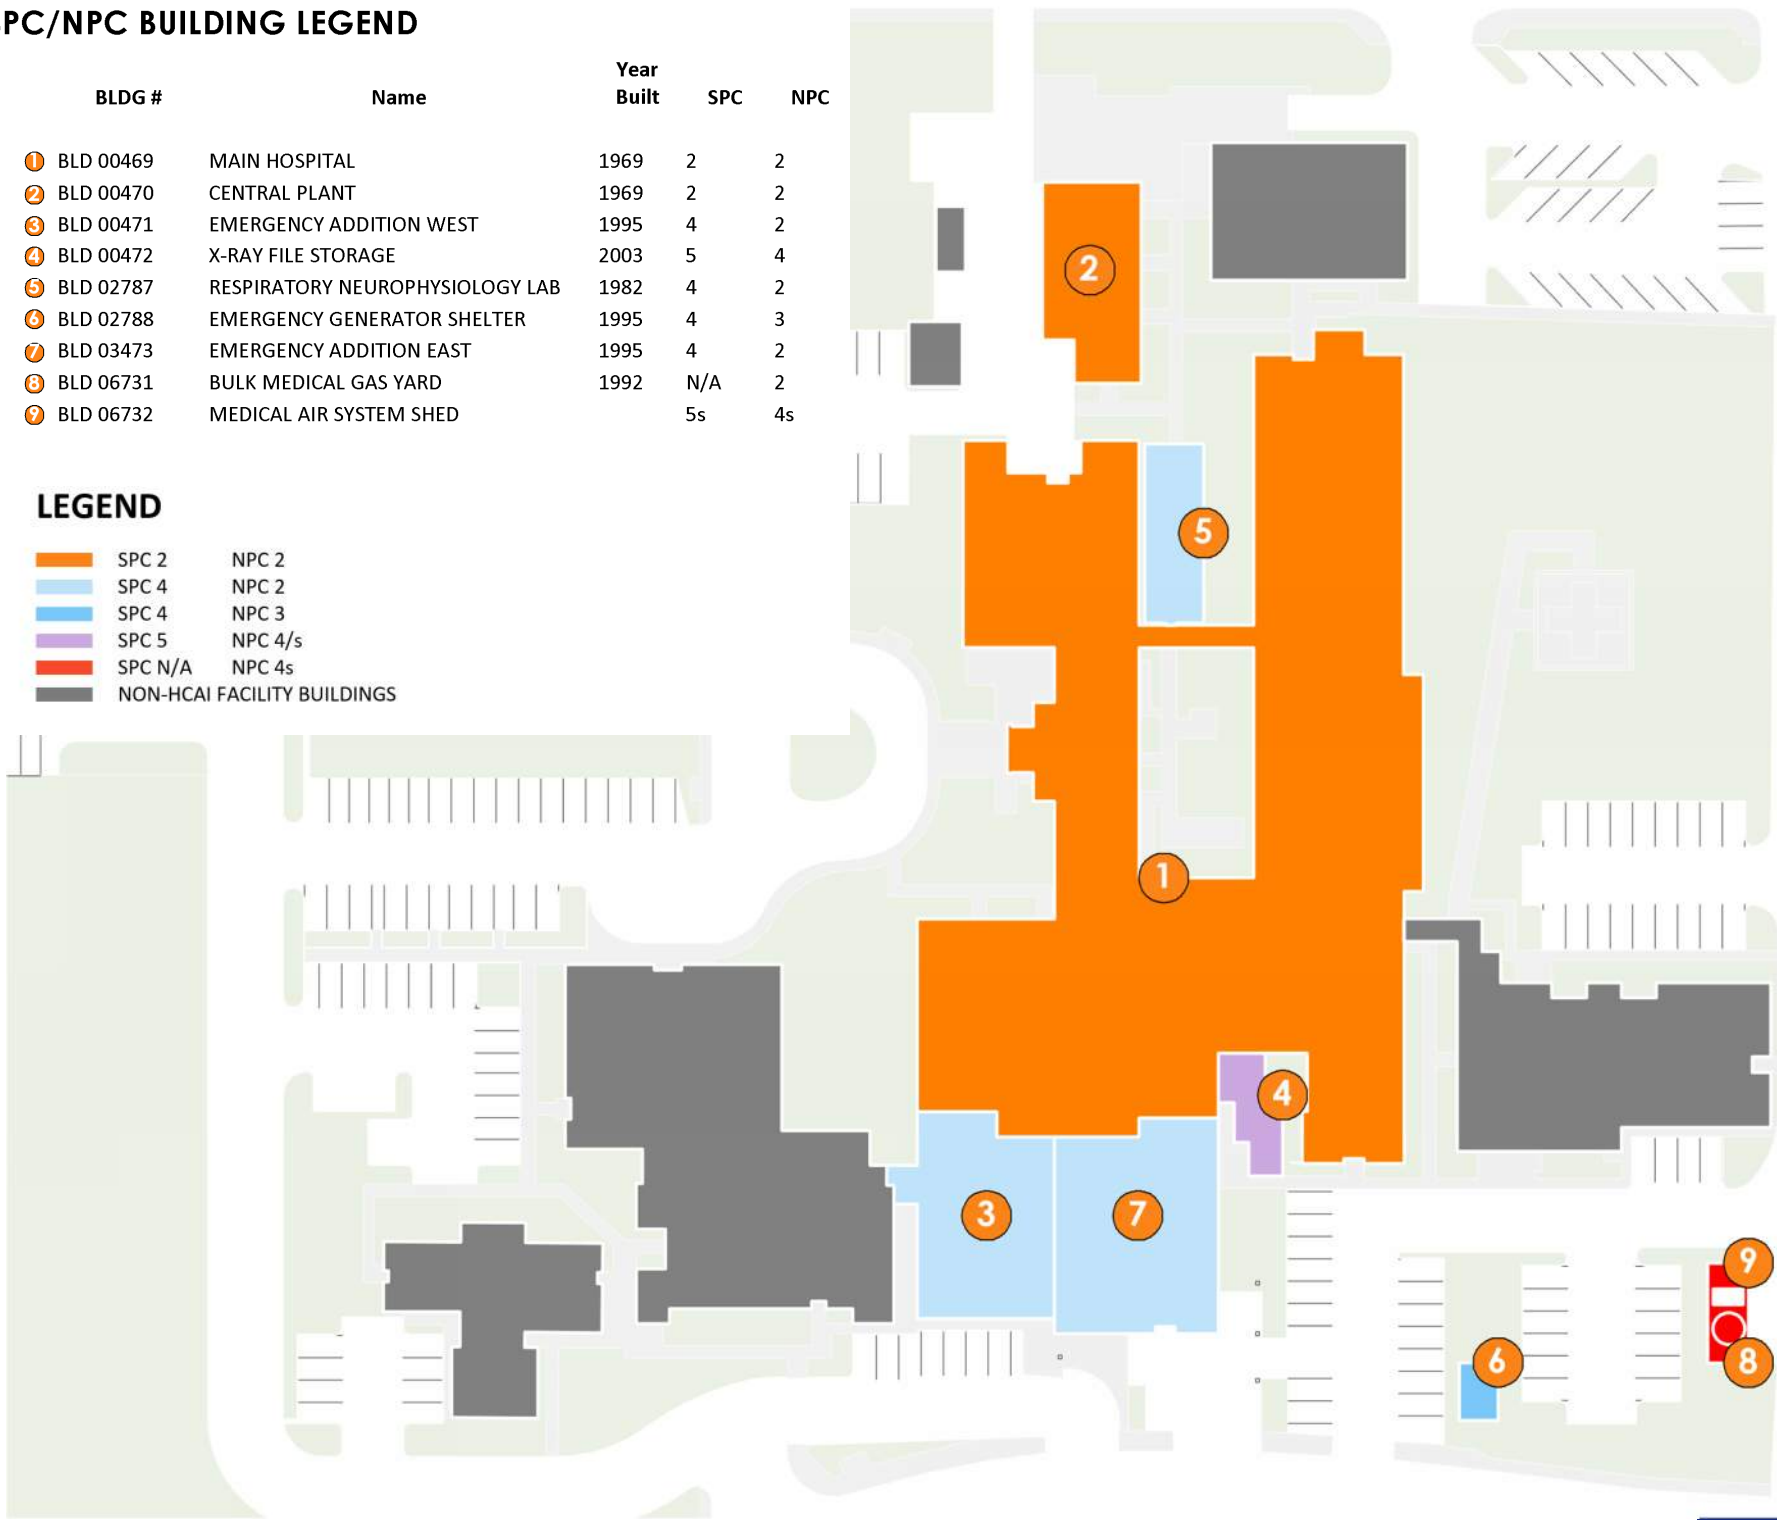 PC/NPC BUILDING LEGEND
BLDG # Name Year Built SPC NPC
1 BLD 00469 MAIN HOSPITAL 1969 2 2
2 BLD 00470 CENTRAL PLANT 1969 2 2
3 BLD 00471 EMERGENCY ADDITION WEST 1995 4 2
4 BLD 00472 X-RAY FILE STORAGE 2003 5 4
5 BLD 02787 RESPIRATORY NEUROPHYSIOLOGY LAB 1982 4 2
6 BLD 02788 EMERGENCY GENERATOR SHELTER 1995 4 3
7 BLD 03473 EMERGENCY ADDITION EAST 1995 4 2
8 BLD 06731 BULK MEDICAL GAS YARD 1992 N/A 2
9 BLD 06732 MEDICAL AIR SYSTEM SHED 5s 4s
LEGEND
SPC 2 NPC 2
SPC 4 NPC 2
SPC 4 NPC 3
SPC 5 NPC 4/s
SPC N/A NPC 4s
NON-HCAI FACILITY BUILDINGS
2
5
1
4
3
7
9
6
8